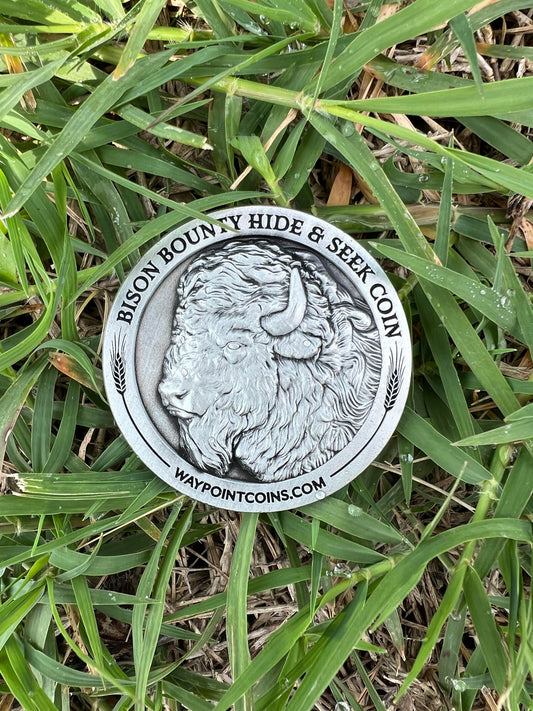 BISON BOUNTY HIDE & SEEK COIN
WAYPOINTCOINS.COM